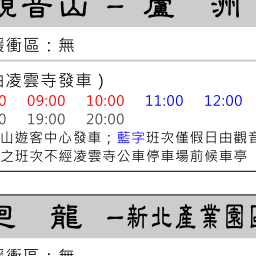 觀音山 － 蘆 洲
緩衝區：無
由凌雲寺發車）
0 09:00 10:00 11:00 12:00
0 19:00 20:00
山遊客中心發車；藍字班次僅假日由觀音
之班次不經凌雲寺公車停車場前候車亭
迴 龍 －新北產業園區
緩衝區：無